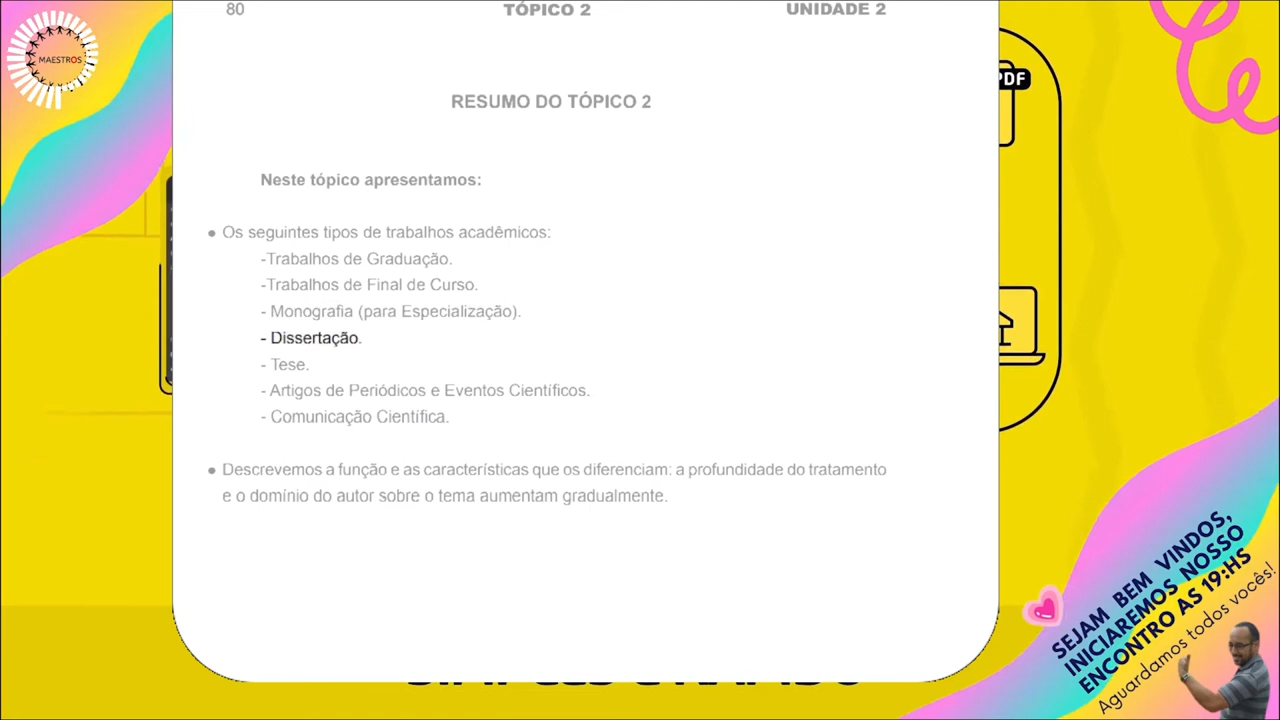 80 TÓPICO 2 UNIDADE 2
MAESTROS
PDF
RESUMO DO TÓPICO 2
Neste tópico apresentamos:
● Os seguintes tipos de trabalhos acadêmicos:
-Trabalhos de Graduação.
-Trabalhos de Final de Curso.
- Monografia (para Especialização).
- Dissertação.
- Tese.
- Artigos de Periódicos e Eventos Científicos.
- Comunicação Científica.
● Descrevemos a função e as características que os diferenciam: a profundidade do tratamento
e o domínio do autor sobre o tema aumentam gradualmente.
SEJAM BEM VINDOS,
INICIAREMOS NOSSO
ENCONTRO AS 19:HS
Aguardamos todos vocês!